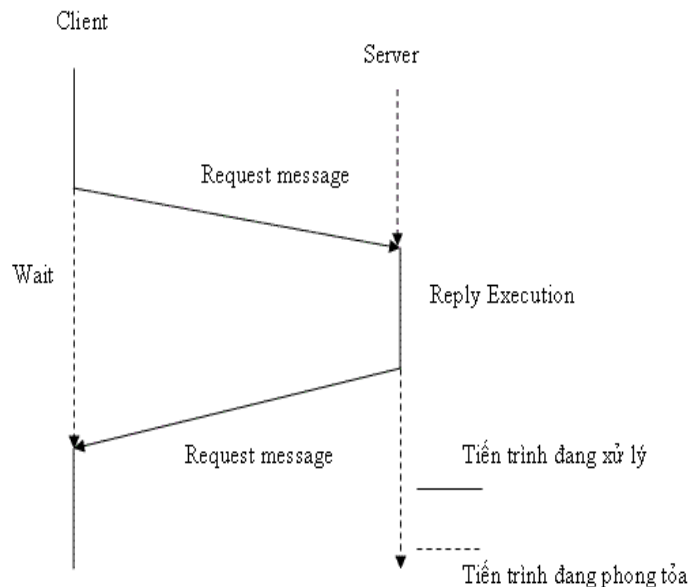 Client
Server
Request message
Wait
Reply Execution
Request message
Tiến trình đang xử lý
Tiến trình đang phong tỏa